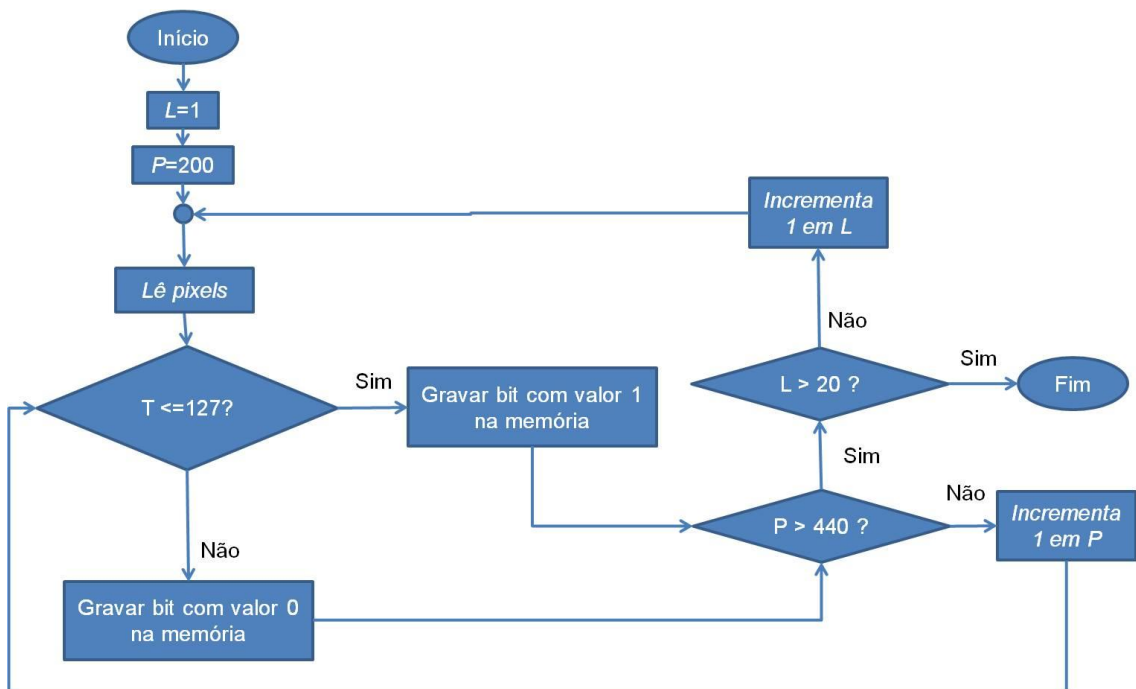 Início
L=1
P=200
Incrementa
1 em L
Lê pixels
Não
T <=127?
Sim
Gravar bit com valor 1
na memória
L > 20 ?
Sim
Fim
Sim
Não
P > 440 ?
Não
Incrementa
1 em P
Gravar bit com valor 0
na memória